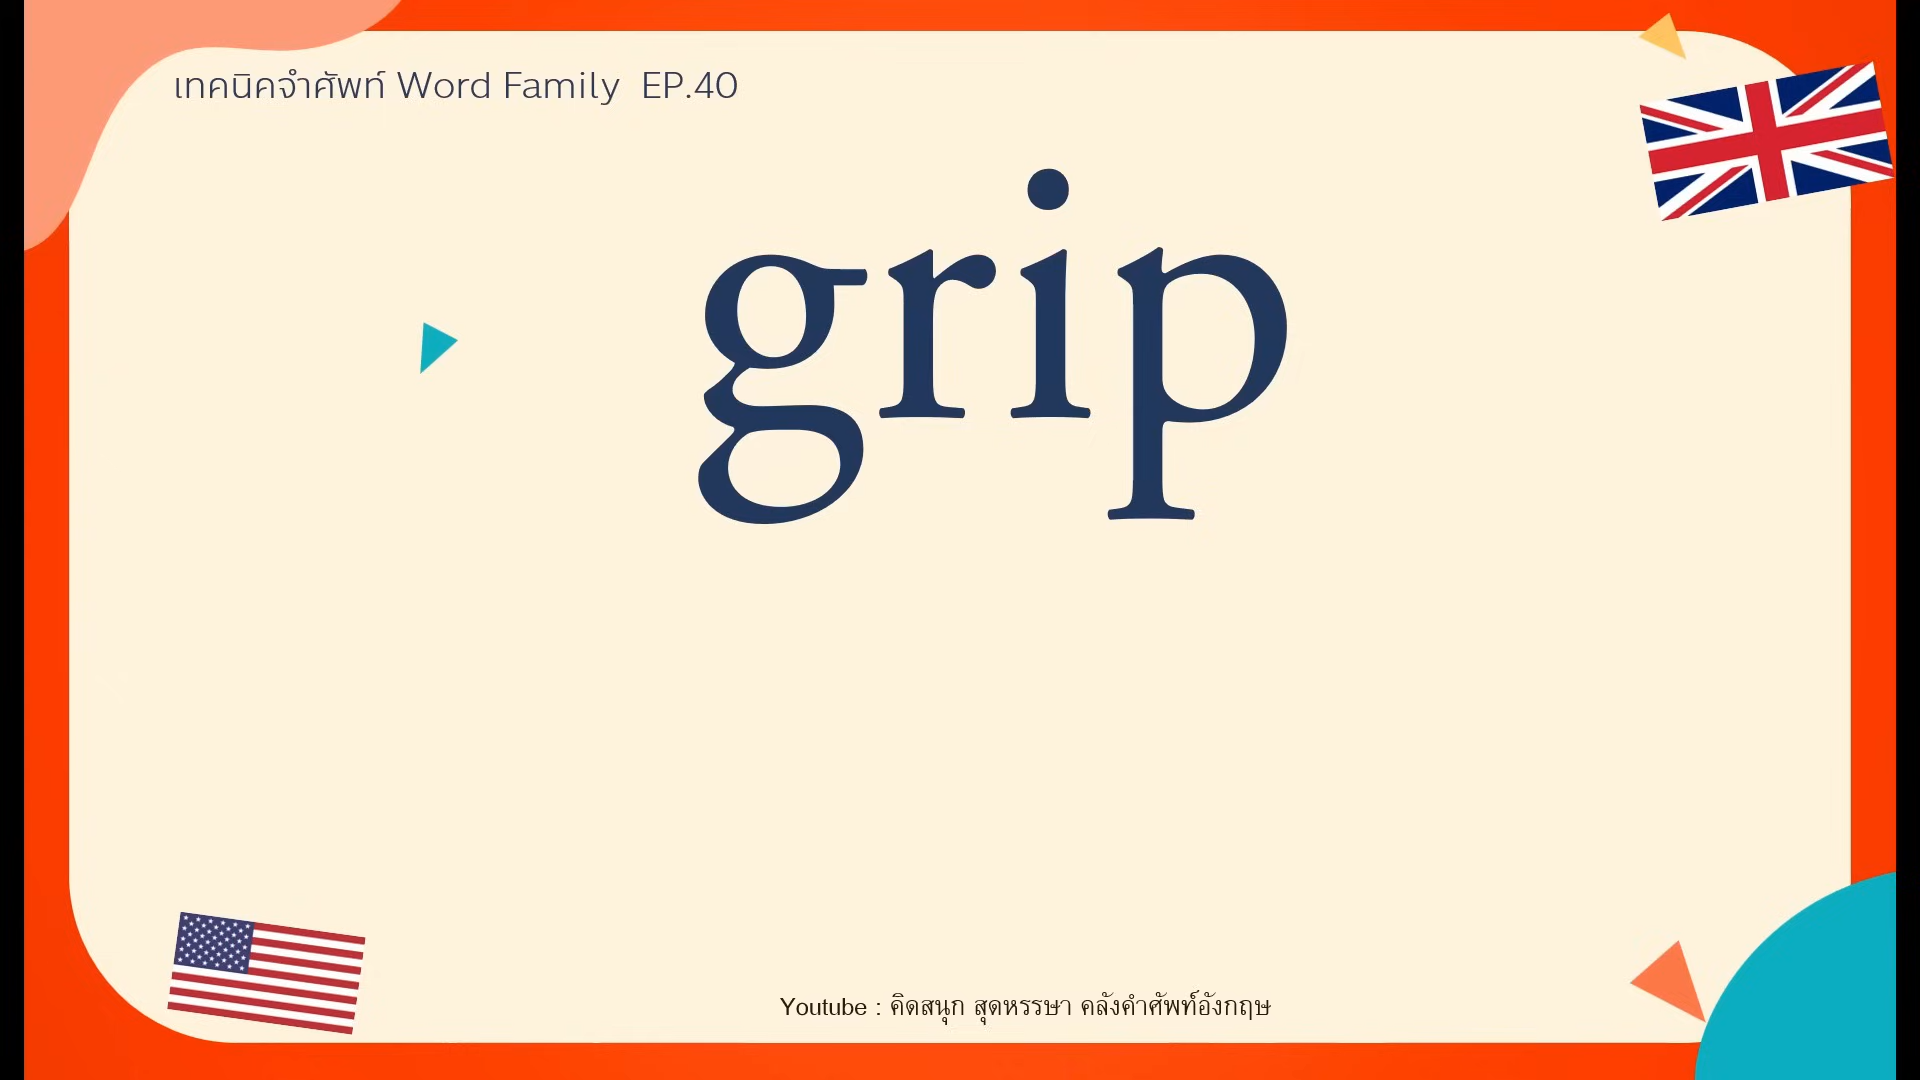 เทคนิคจำศัพท์ Word Family EP.40
grip
Youtube : คิดสนุก สุดหรรษา คลังคำศัพท์อังกฤษ